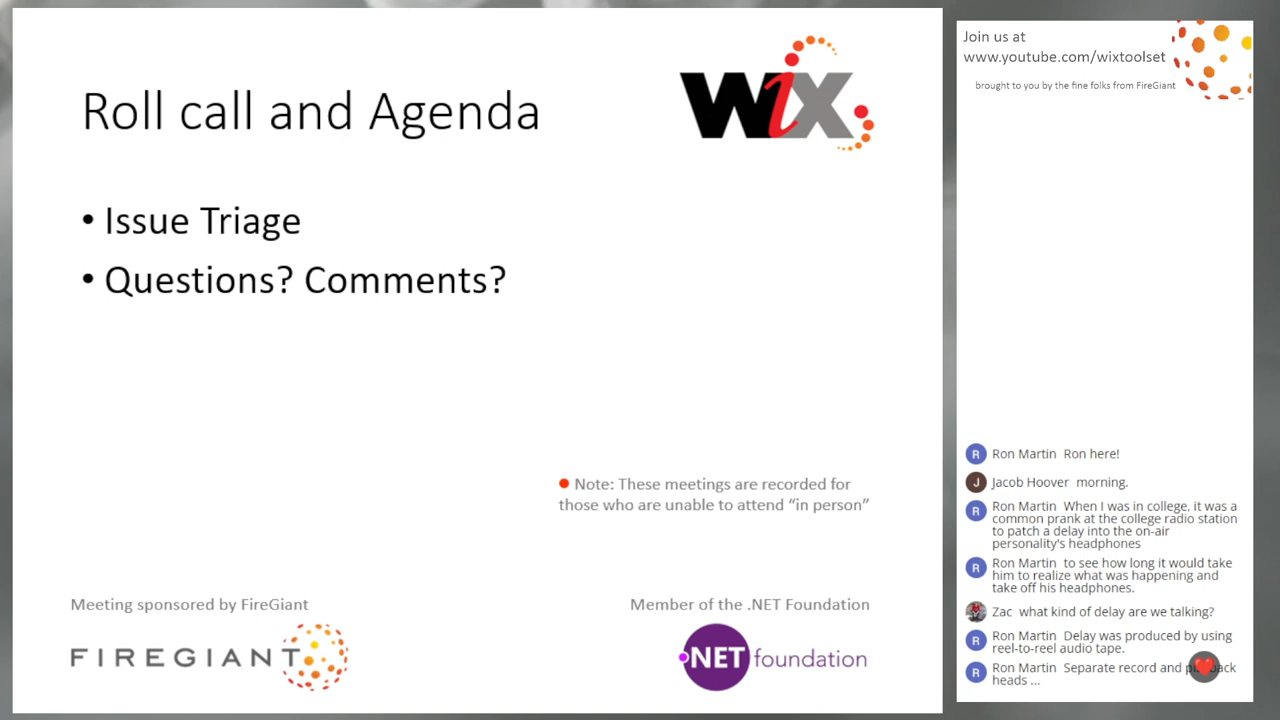 Roll call and Agenda
WiX
• Issue Triage
• Questions? Comments?
Note: These meetings are recorded for
those who are unable to attend “in person”
Meeting sponsored by FireGiant
FIREGIANT
Member of the .NET Foundation
.NET foundation
Join us at
www.youtube.com/wixtoolset
brought to you by the fine folks from FireGiant
R Ron Martin Ron here!
J Jacob Hoover morning.
R Ron Martin When I was in college, it was a
common prank at the college radio station
to patch a delay into the on-air
personality's headphones
R Ron Martin to see how long it would take
him to realize what was happening and
take off his headphones.
Zac what kind of delay are we talking?
R Ron Martin Delay was produced by using
reel-to-reel audio tape.
R Ron Martin Separate record and
heads ...